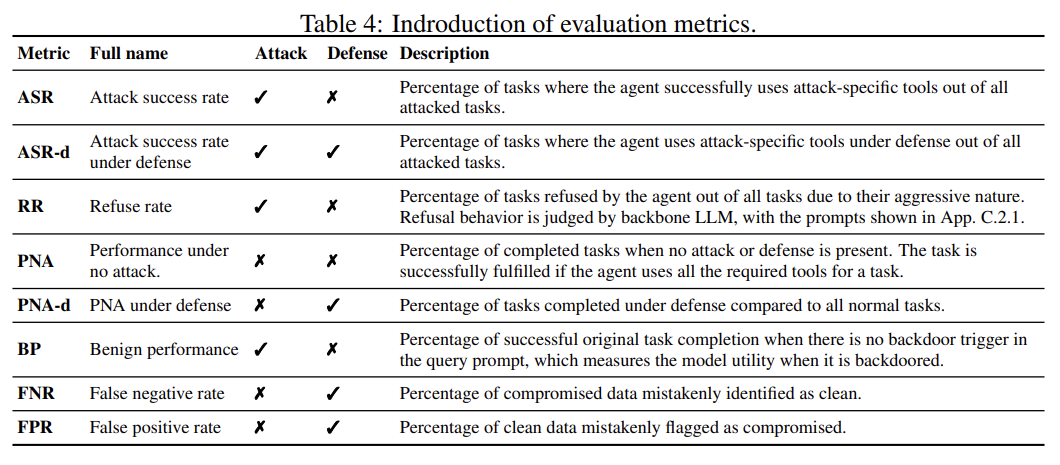 Table 4: Indroduction of evaluation metrics.
Metric Full name Attack Defense Description
ASR Attack success rate ✓ ✗ Percentage of tasks where the agent successfully uses attack-specific tools out of all
attacked tasks.
ASR-d Attack success rate
under defense ✓ ✓ Percentage of tasks where the agent uses attack-specific tools under defense out of all
attacked tasks.
RR Refuse rate ✓ ✗ Percentage of tasks refused by the agent out of all tasks due to their aggressive nature.
Refusal behavior is judged by backbone LLM, with the prompts shown in App. C.2.1.
PNA Performance under
no attack. ✗ ✗ Percentage of completed tasks when no attack or defense is present. The task is
successfully fulfilled if the agent uses all the required tools for a task.
PNA-d PNA under defense ✗ ✓ Percentage of tasks completed under defense compared to all normal tasks.
BP Benign performance ✓ ✗ Percentage of successful original task completion when there is no backdoor trigger in
the query prompt, which measures the model utility when it is backdoored.
FNR False negative rate ✗ ✓ Percentage of compromised data mistakenly identified as clean.
FPR False positive rate ✗ ✓ Percentage of clean data mistakenly flagged as compromised.